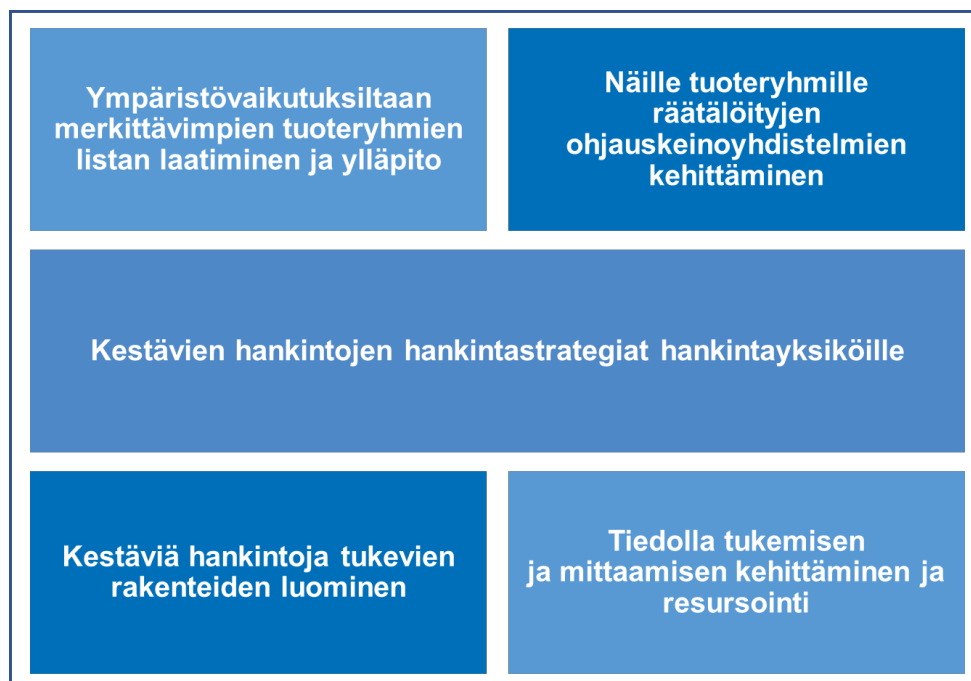 Ympäristövaikutuksiltaan
merkittävimpien tuoteryhmien
listan laatiminen ja ylläpito
Näille tuoteryhmille
räätälöityjen
ohjauskeinoyhdistelmien
kehittäminen
Kestävien hankintojen hankintastrategiat hankintayksiköille
Kestäviä hankintoja tukevien
rakenteiden luominen
Tiedolla tukemisen
ja mittaamisen kehittäminen ja
resursointi